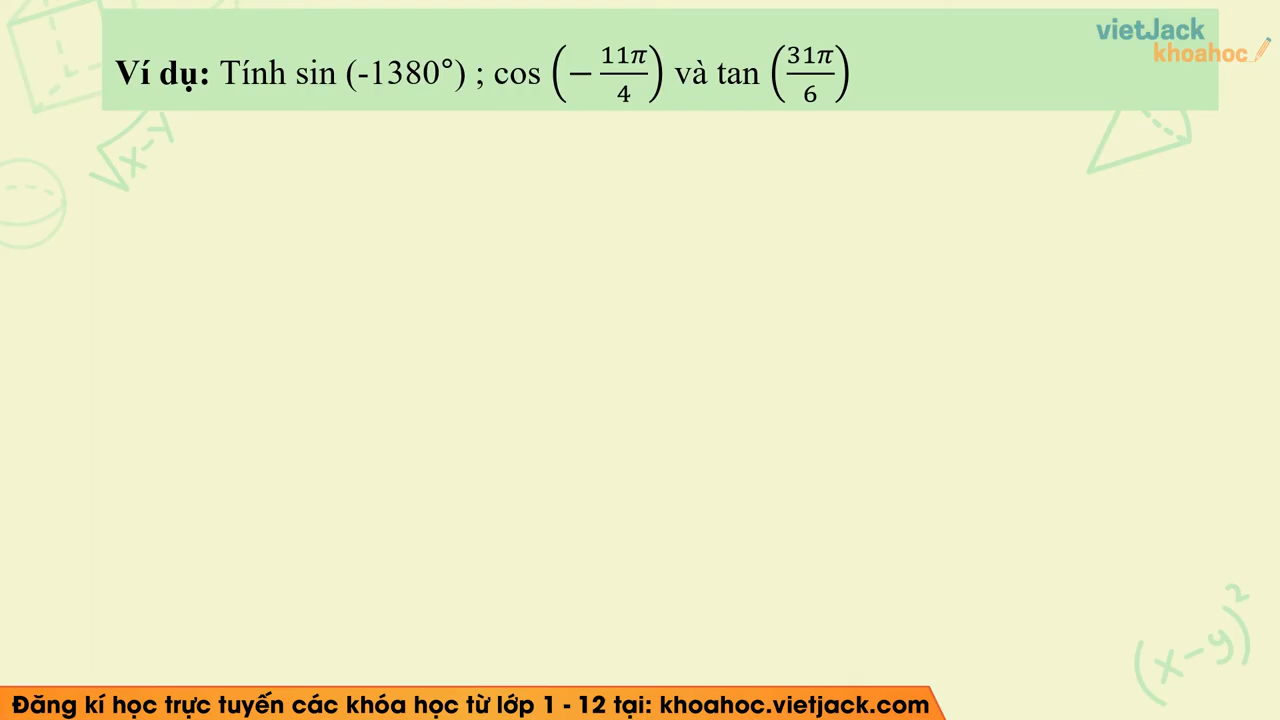 vietJack
khoahoc
Ví dụ: Tính sin (-1380°) ; cos (−11π/4) và tan (31π/6)
√x-y
(x-y)²
Đăng kí học trực tuyến các khóa học từ lớp 1 - 12 tại: khoahoc.vietjack.com